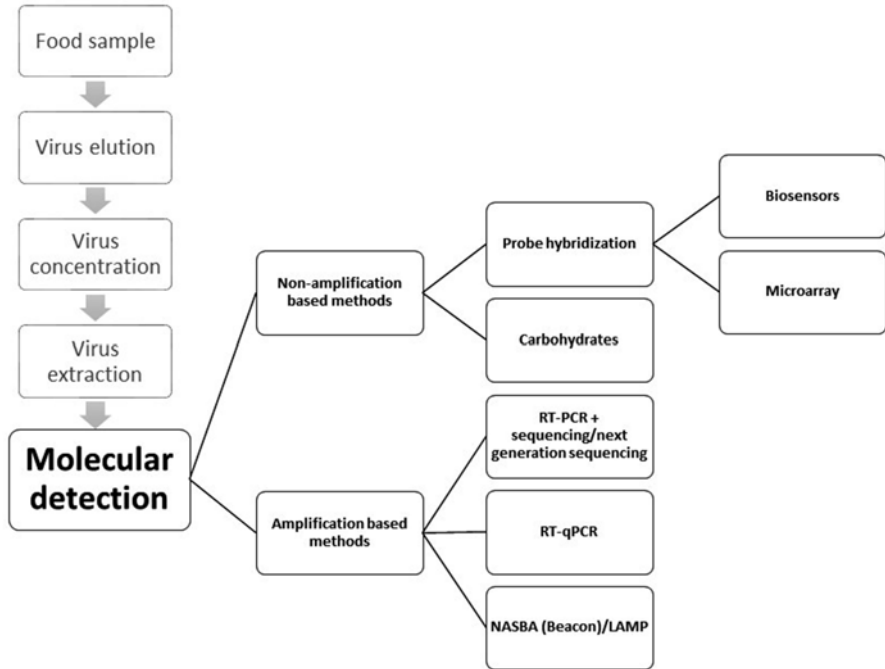 Food sample
Virus elution
Virus
concentration
Virus
extraction
Molecular
detection
Non-amplification
based methods
Amplification based
methods
Probe hybridization
Carbohydrates
RT-PCR +
sequencing/next
generation sequencing
RT-qPCR
NASBA (Beacon)/LAMP
Biosensors
Microarray